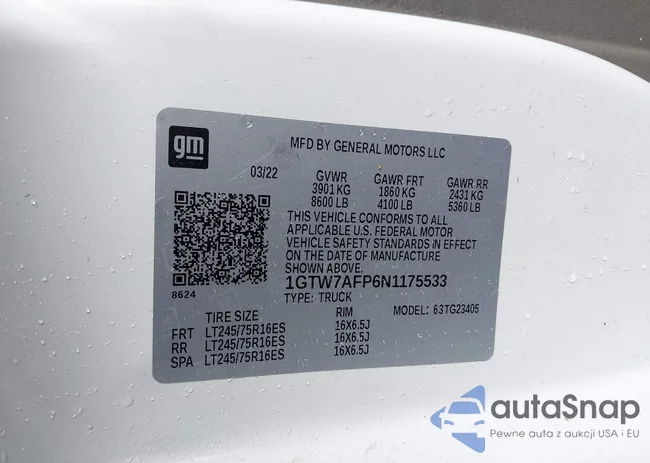 gm
MFD BY GENERAL MOTORS LLC
03/22 GVWR GAWR FRT GAWR RR
3901 KG 1860 KG 2431 KG
8600 LB 4100 LB 5360 LB
THIS VEHICLE CONFORMS TO ALL
APPLICABLE U.S. FEDERAL MOTOR
VEHICLE SAFETY STANDARDS IN EFFECT
ON THE DATE OF MANUFACTURE
SHOWN ABOVE.
8624
1GTW7AFP6N1175533
TYPE: TRUCK
MODEL: 63TG23405
TIRE SIZE RIM
FRT LT245/75R16ES 16X6.5J
RR LT245/75R16ES 16X6.5J
SPA LT245/75R16ES 16X6.5J
autaSnap
Pewne auta z aukcji USA i EU